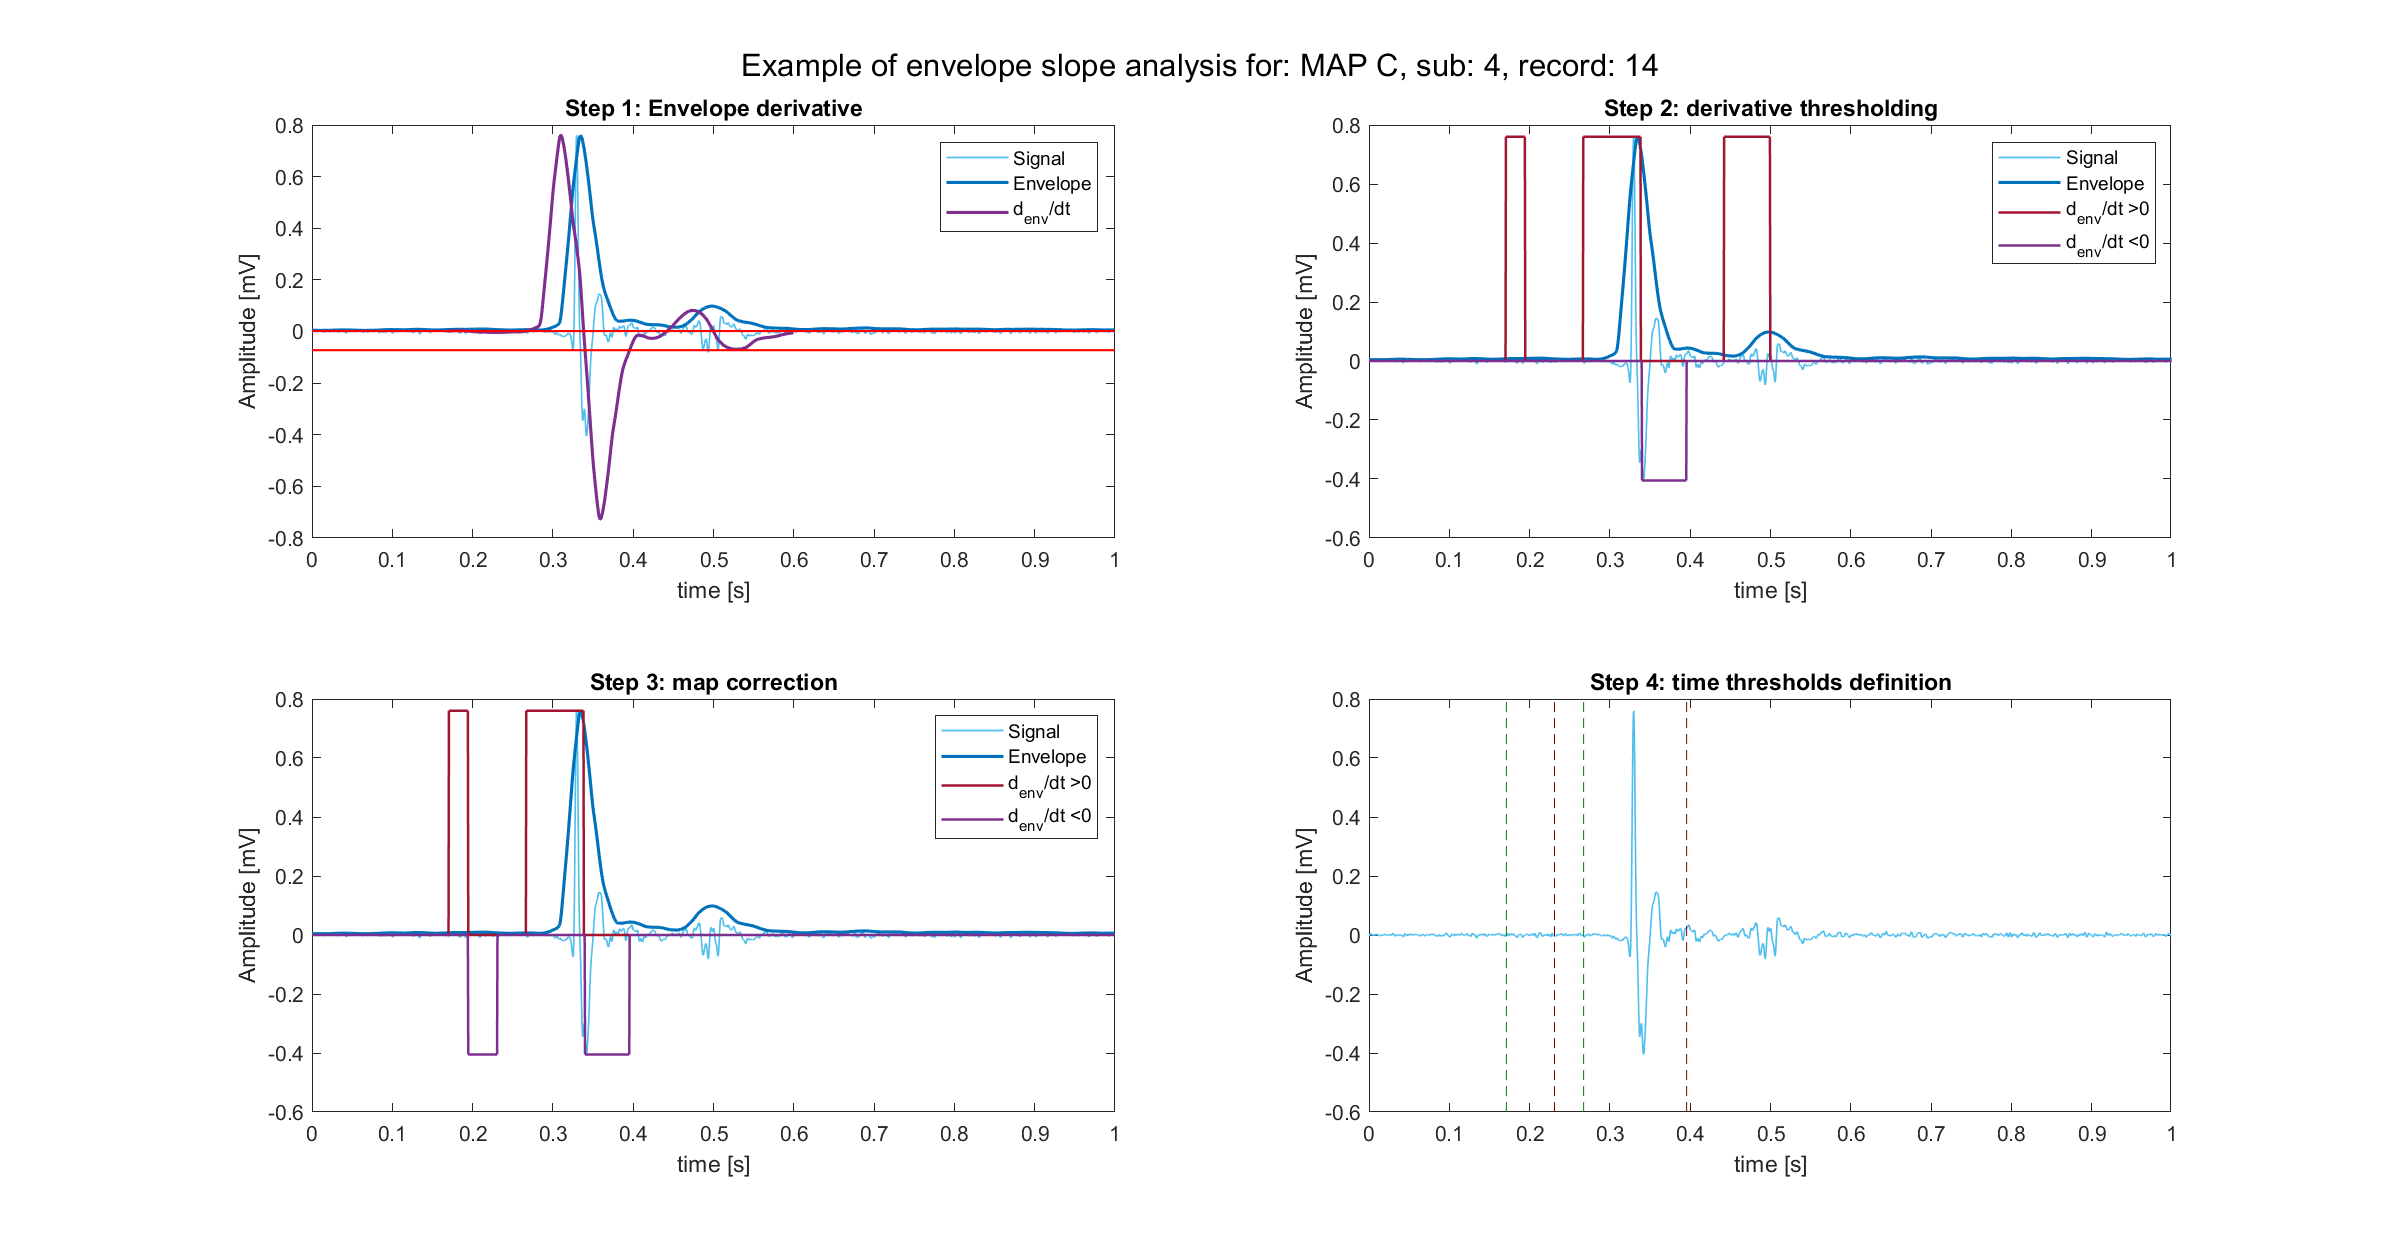 Example of envelope slope analysis for: MAP C, sub: 4, record: 14
Step 1: Envelope derivative
0.8
0.6
0.4
0.2
0
-0.2
-0.4
-0.6
-0.8
Amplitude [mV]
0 0.1 0.2 0.3 0.4 0.5 0.6 0.7 0.8 0.9 1
time [s]
Signal
Envelope
d_env/dt
Step 2: derivative thresholding
0.8
0.6
0.4
0.2
0
-0.2
-0.4
-0.6
Amplitude [mV]
0 0.1 0.2 0.3 0.4 0.5 0.6 0.7 0.8 0.9 1
time [s]
Signal
Envelope
d_env/dt >0
d_env/dt <0
Step 3: map correction
0.8
0.6
0.4
0.2
0
-0.2
-0.4
-0.6
Amplitude [mV]
0 0.1 0.2 0.3 0.4 0.5 0.6 0.7 0.8 0.9 1
time [s]
Signal
Envelope
d_env/dt >0
d_env/dt <0
Step 4: time thresholds definition
0.8
0.6
0.4
0.2
0
-0.2
-0.4
-0.6
Amplitude [mV]
0 0.1 0.2 0.3 0.4 0.5 0.6 0.7 0.8 0.9 1
time [s]